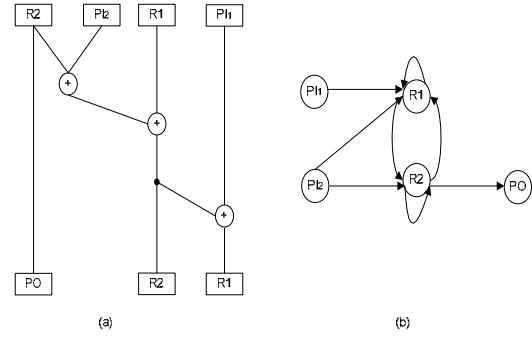 R2 PI₂ R1 PI₁
+
+
+
PO R2 R1
(a)
PI₁ R1
PI₂ R2 PO
(b)